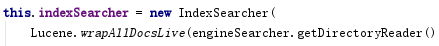 this.indexSearcher = new IndexSearcher(
Lucene.wrapAllDocsLive(engineSearcher.getDirectoryReader()